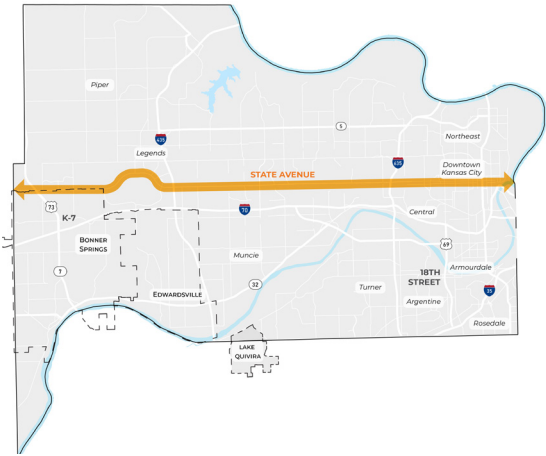 Piper
5
435
Northeast
Legends
635
Downtown
Kansas City
STATE AVENUE
73
K-7
70
Central
BONNER
SPRINGS
69
Muncie
7
18TH
STREET
Armourdale
32
Turner
EDWARDSVILLE
35
Argentine
Rosedale
LAKE
QUIVIRA